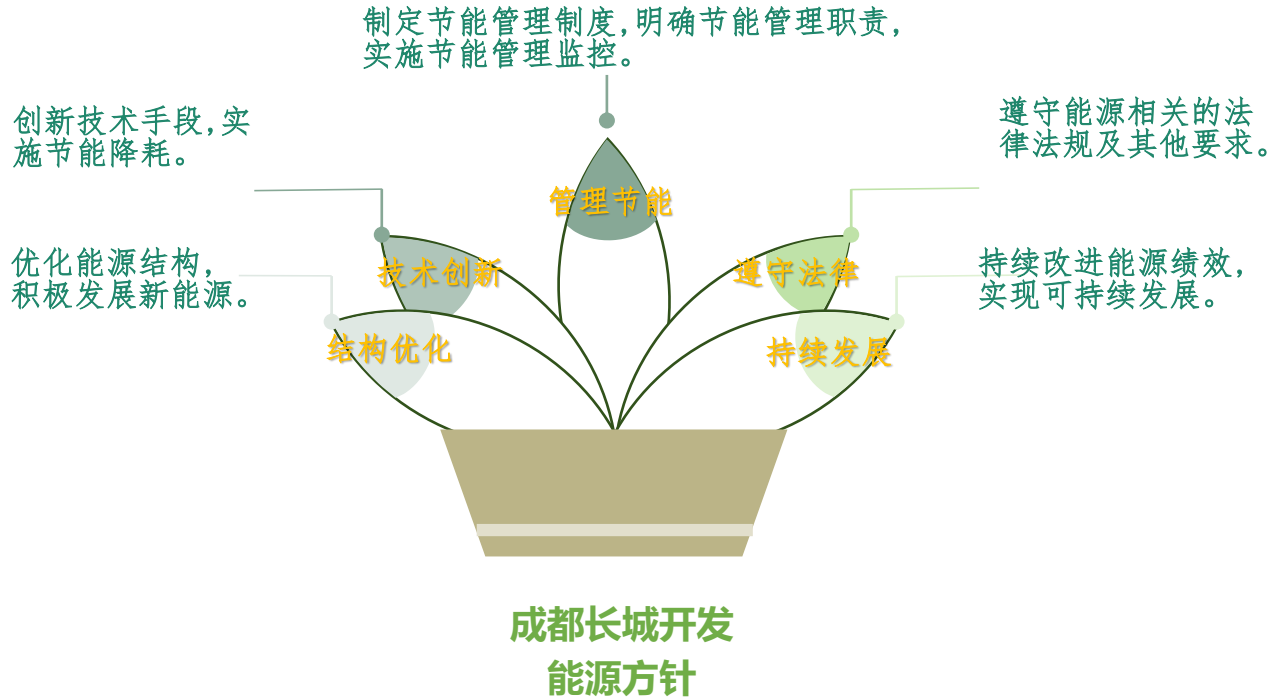 制定节能管理制度,明确节能管理职责,
实施节能管理监控。
创新技术手段,实
施节能降耗。
遵守能源相关的法
律法规及其他要求。
管理节能
优化能源结构,
积极发展新能源。
技术创新
遵守法律
持续改进能源绩效,
实现可持续发展。
结构优化
持续发展
成都长城开发
能源方针